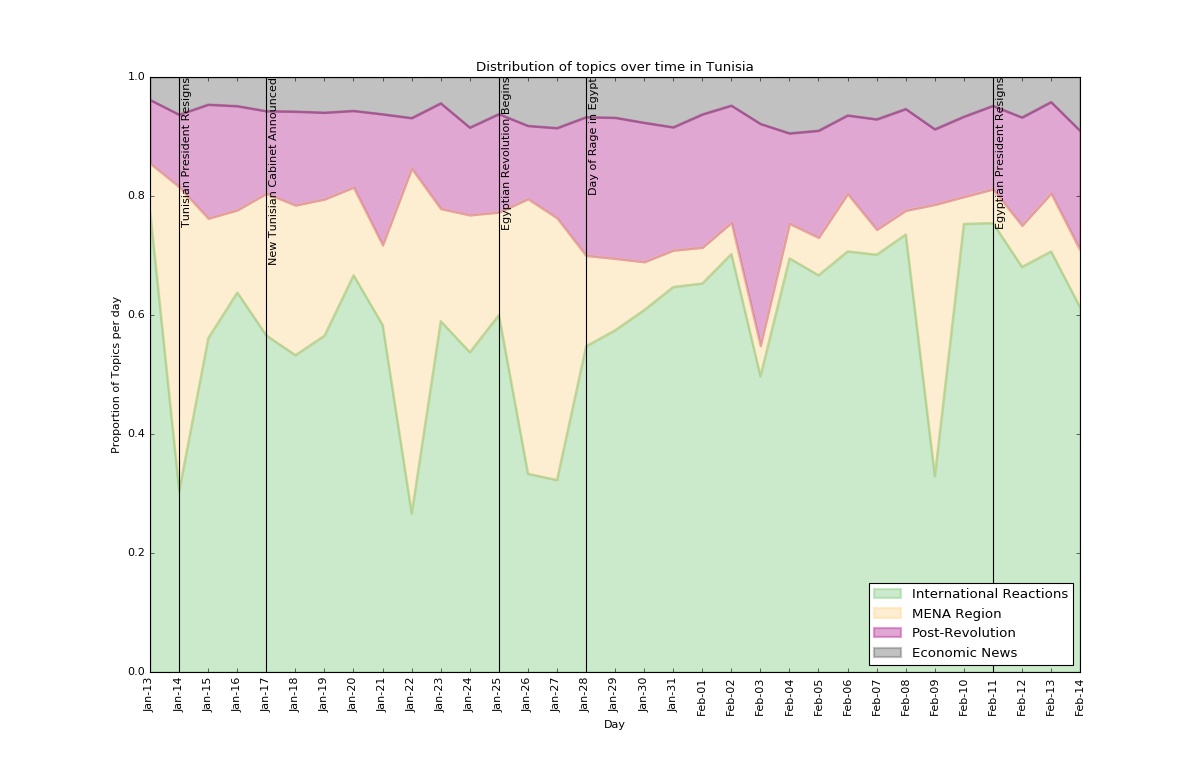 Distribution of topics over time in Tunisia
1.0
0.8
0.6
0.4
0.2
0.0
Proportion of Topics per day
Tunisian President Resigns
New Tunisian Cabinet Announced
Egyptian Revolution Begins
Day of Rage in Egypt
Egyptian President Resigns
International Reactions
MENA Region
Post-Revolution
Economic News
Jan-13
Jan-14
Jan-15
Jan-16
Jan-17
Jan-18
Jan-19
Jan-20
Jan-21
Jan-22
Jan-23
Jan-24
Jan-25
Jan-26
Jan-27
Jan-28
Jan-29
Jan-30
Jan-31
Feb-01
Feb-02
Feb-03
Feb-04
Feb-05
Feb-06
Feb-07
Feb-08
Feb-09
Feb-10
Feb-11
Feb-12
Feb-13
Feb-14
Day